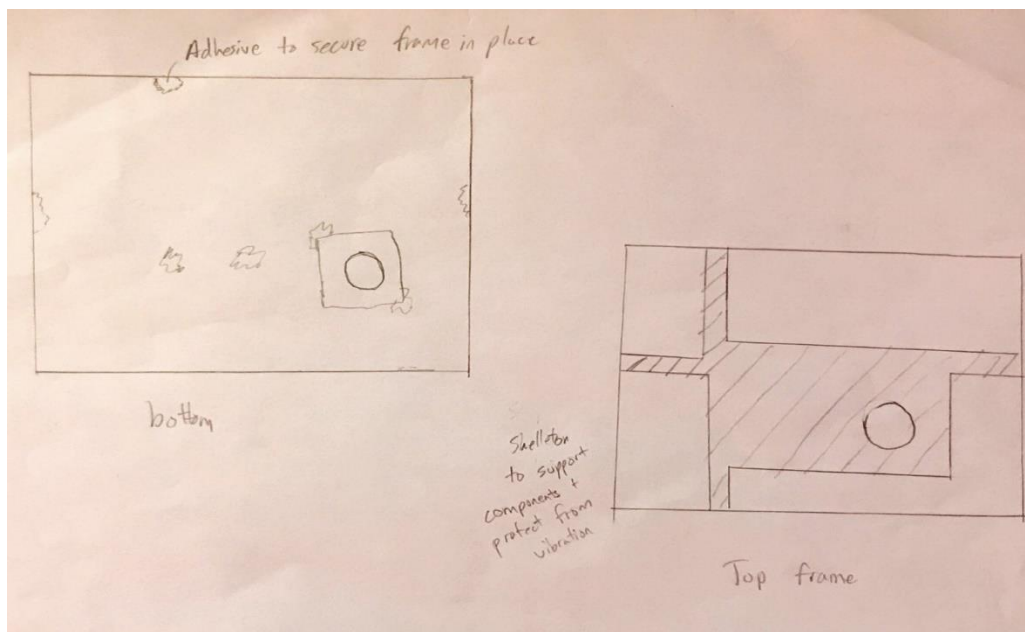 Adhesive to secure frame in place
bottom
Skelleton
to support
components +
protect from
vibration
Top frame